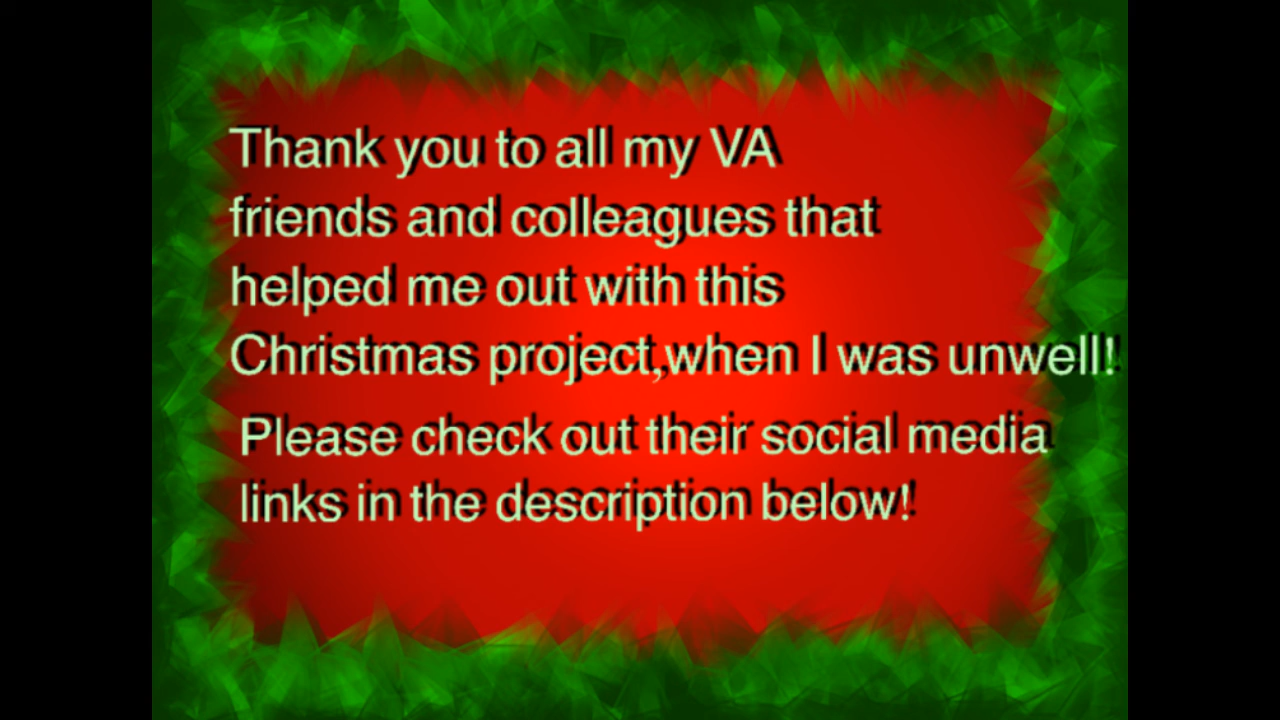 Thank you to all my VA
friends and colleagues that
helped me out with this
Christmas project,when I was unwell!
Please check out their social media
links in the description below!